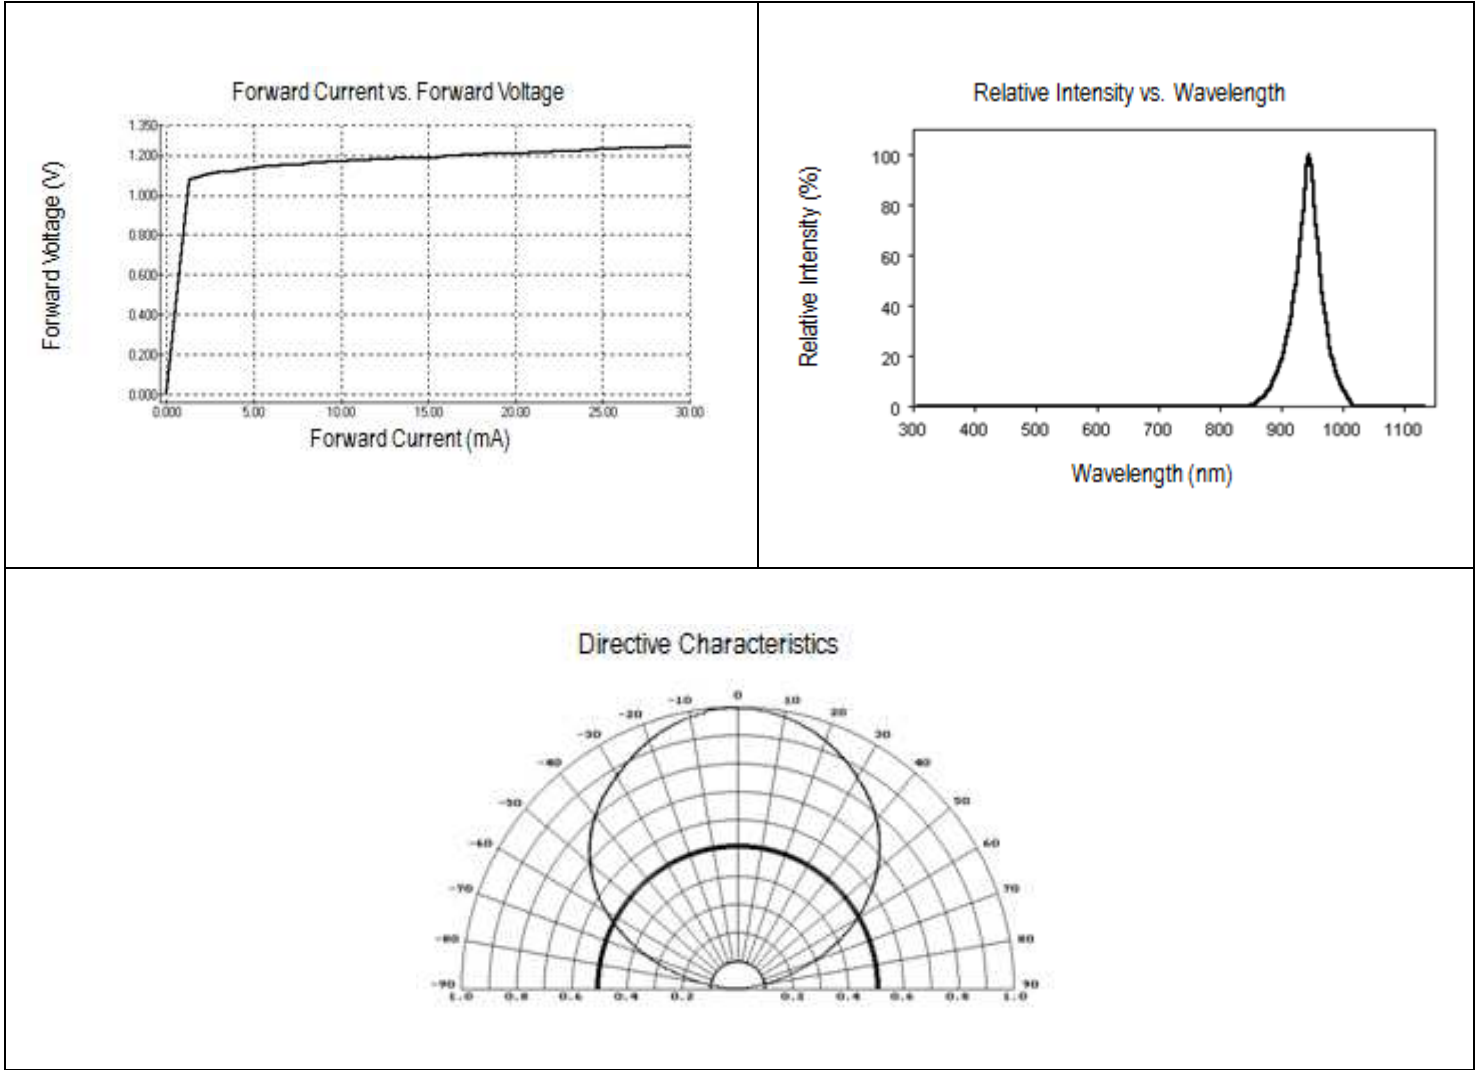 Forward Current vs. Forward Voltage
Forward Voltage (V)
1.350
1.200
1.000
0.800
0.600
0.400
0.200
0.000
0.000 5.00 10.00 15.00 20.00 25.00 30.00
Forward Current (mA)
Relative Intensity vs. Wavelength
Relative Intensity (%)
100
80
60
40
20
0
300 400 500 600 700 800 900 1000 1100
Wavelength (nm)
Directive Characteristics
-10 0 10
-20 20
-30 30
-40 40
-50 50
-60 60
-70 70
-80 80
-90 90
1.0 0.8 0.6 0.4 0.2 0.2 0.4 0.6 0.8 1.0